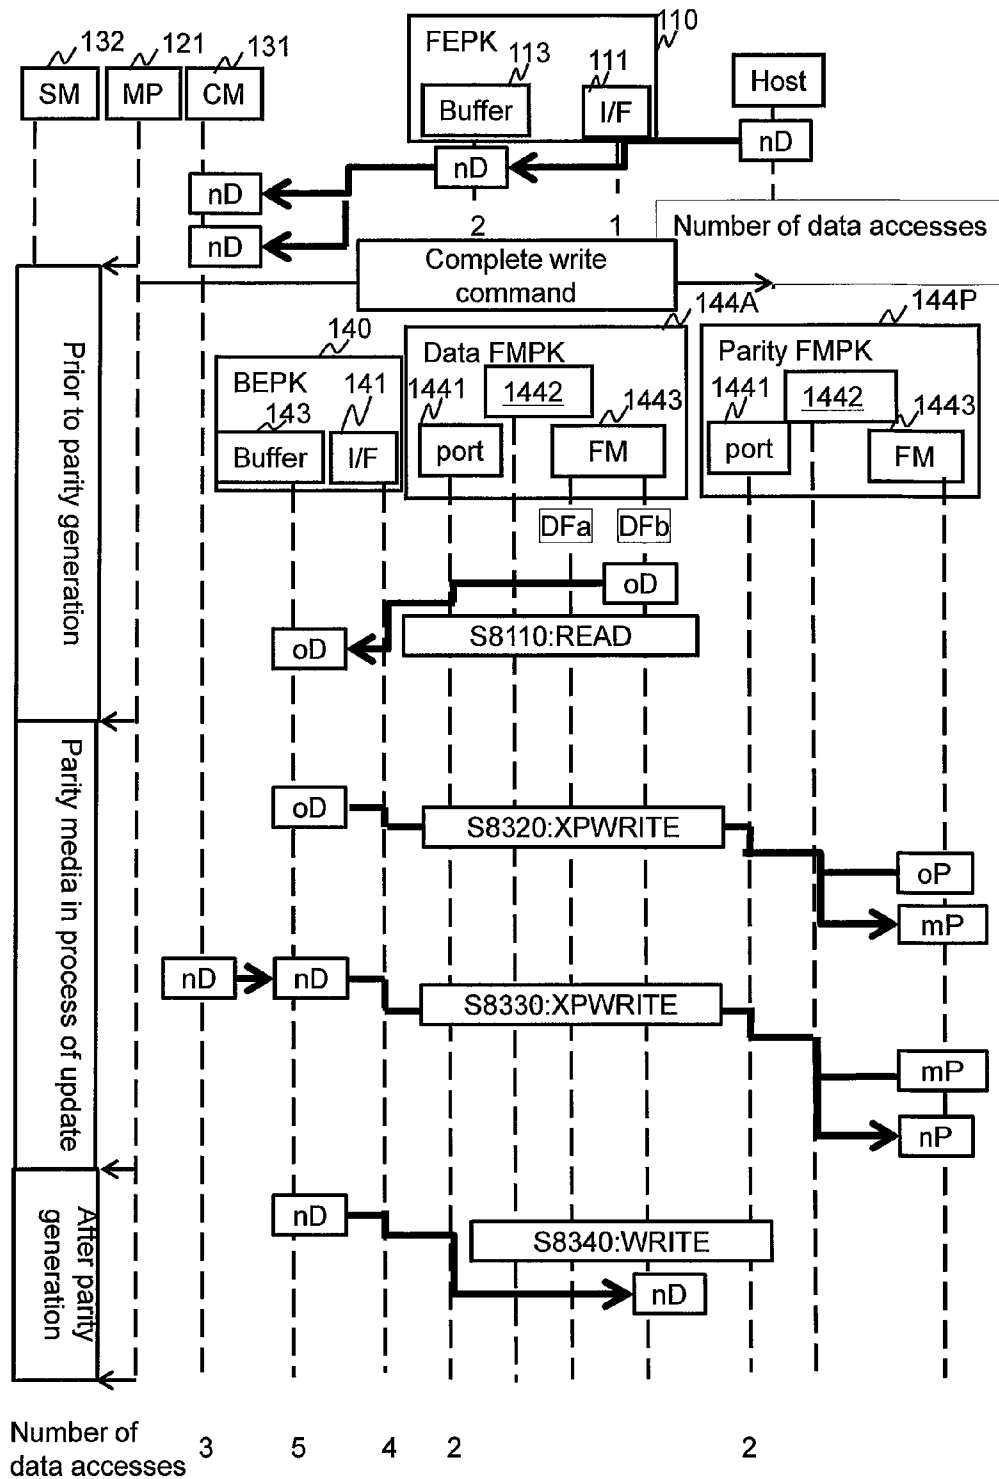 132
121
131
110
FEPK
SM
MP
CM
113
111
Buffer
I/F
Host
nD
nD
nD
nD
2
1
Number of data accesses
Complete write
command
144A
144P
140
Data FMPK
Parity FMPK
BEPK
141
1441
1442
1443
1441
1442
1443
143
Buffer
I/F
port
FM
port
FM
DFa
DFb
Prior to parity generation
oD
S8110:READ
oD
Parity media in process of update
oD
S8320:XPWRITE
oP
mP
nD
nD
S8330:XPWRITE
mP
nP
After parity
generation
nD
S8340:WRITE
nD
Number of
data accesses
3
5
4
2
2